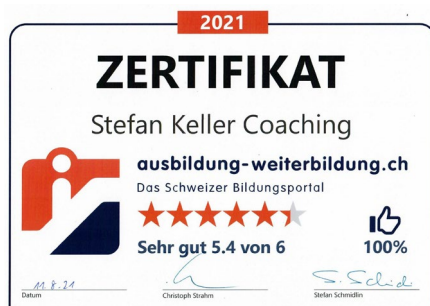 2021
ZERTIFIKAT
Stefan Keller Coaching
ausbildung-weiterbildung.ch
Das Schweizer Bildungsportal
Sehr gut 5.4 von 6
100%
11.8.21
Datum
Christoph Strahm
S. Schmid
Stefan Schmidlin